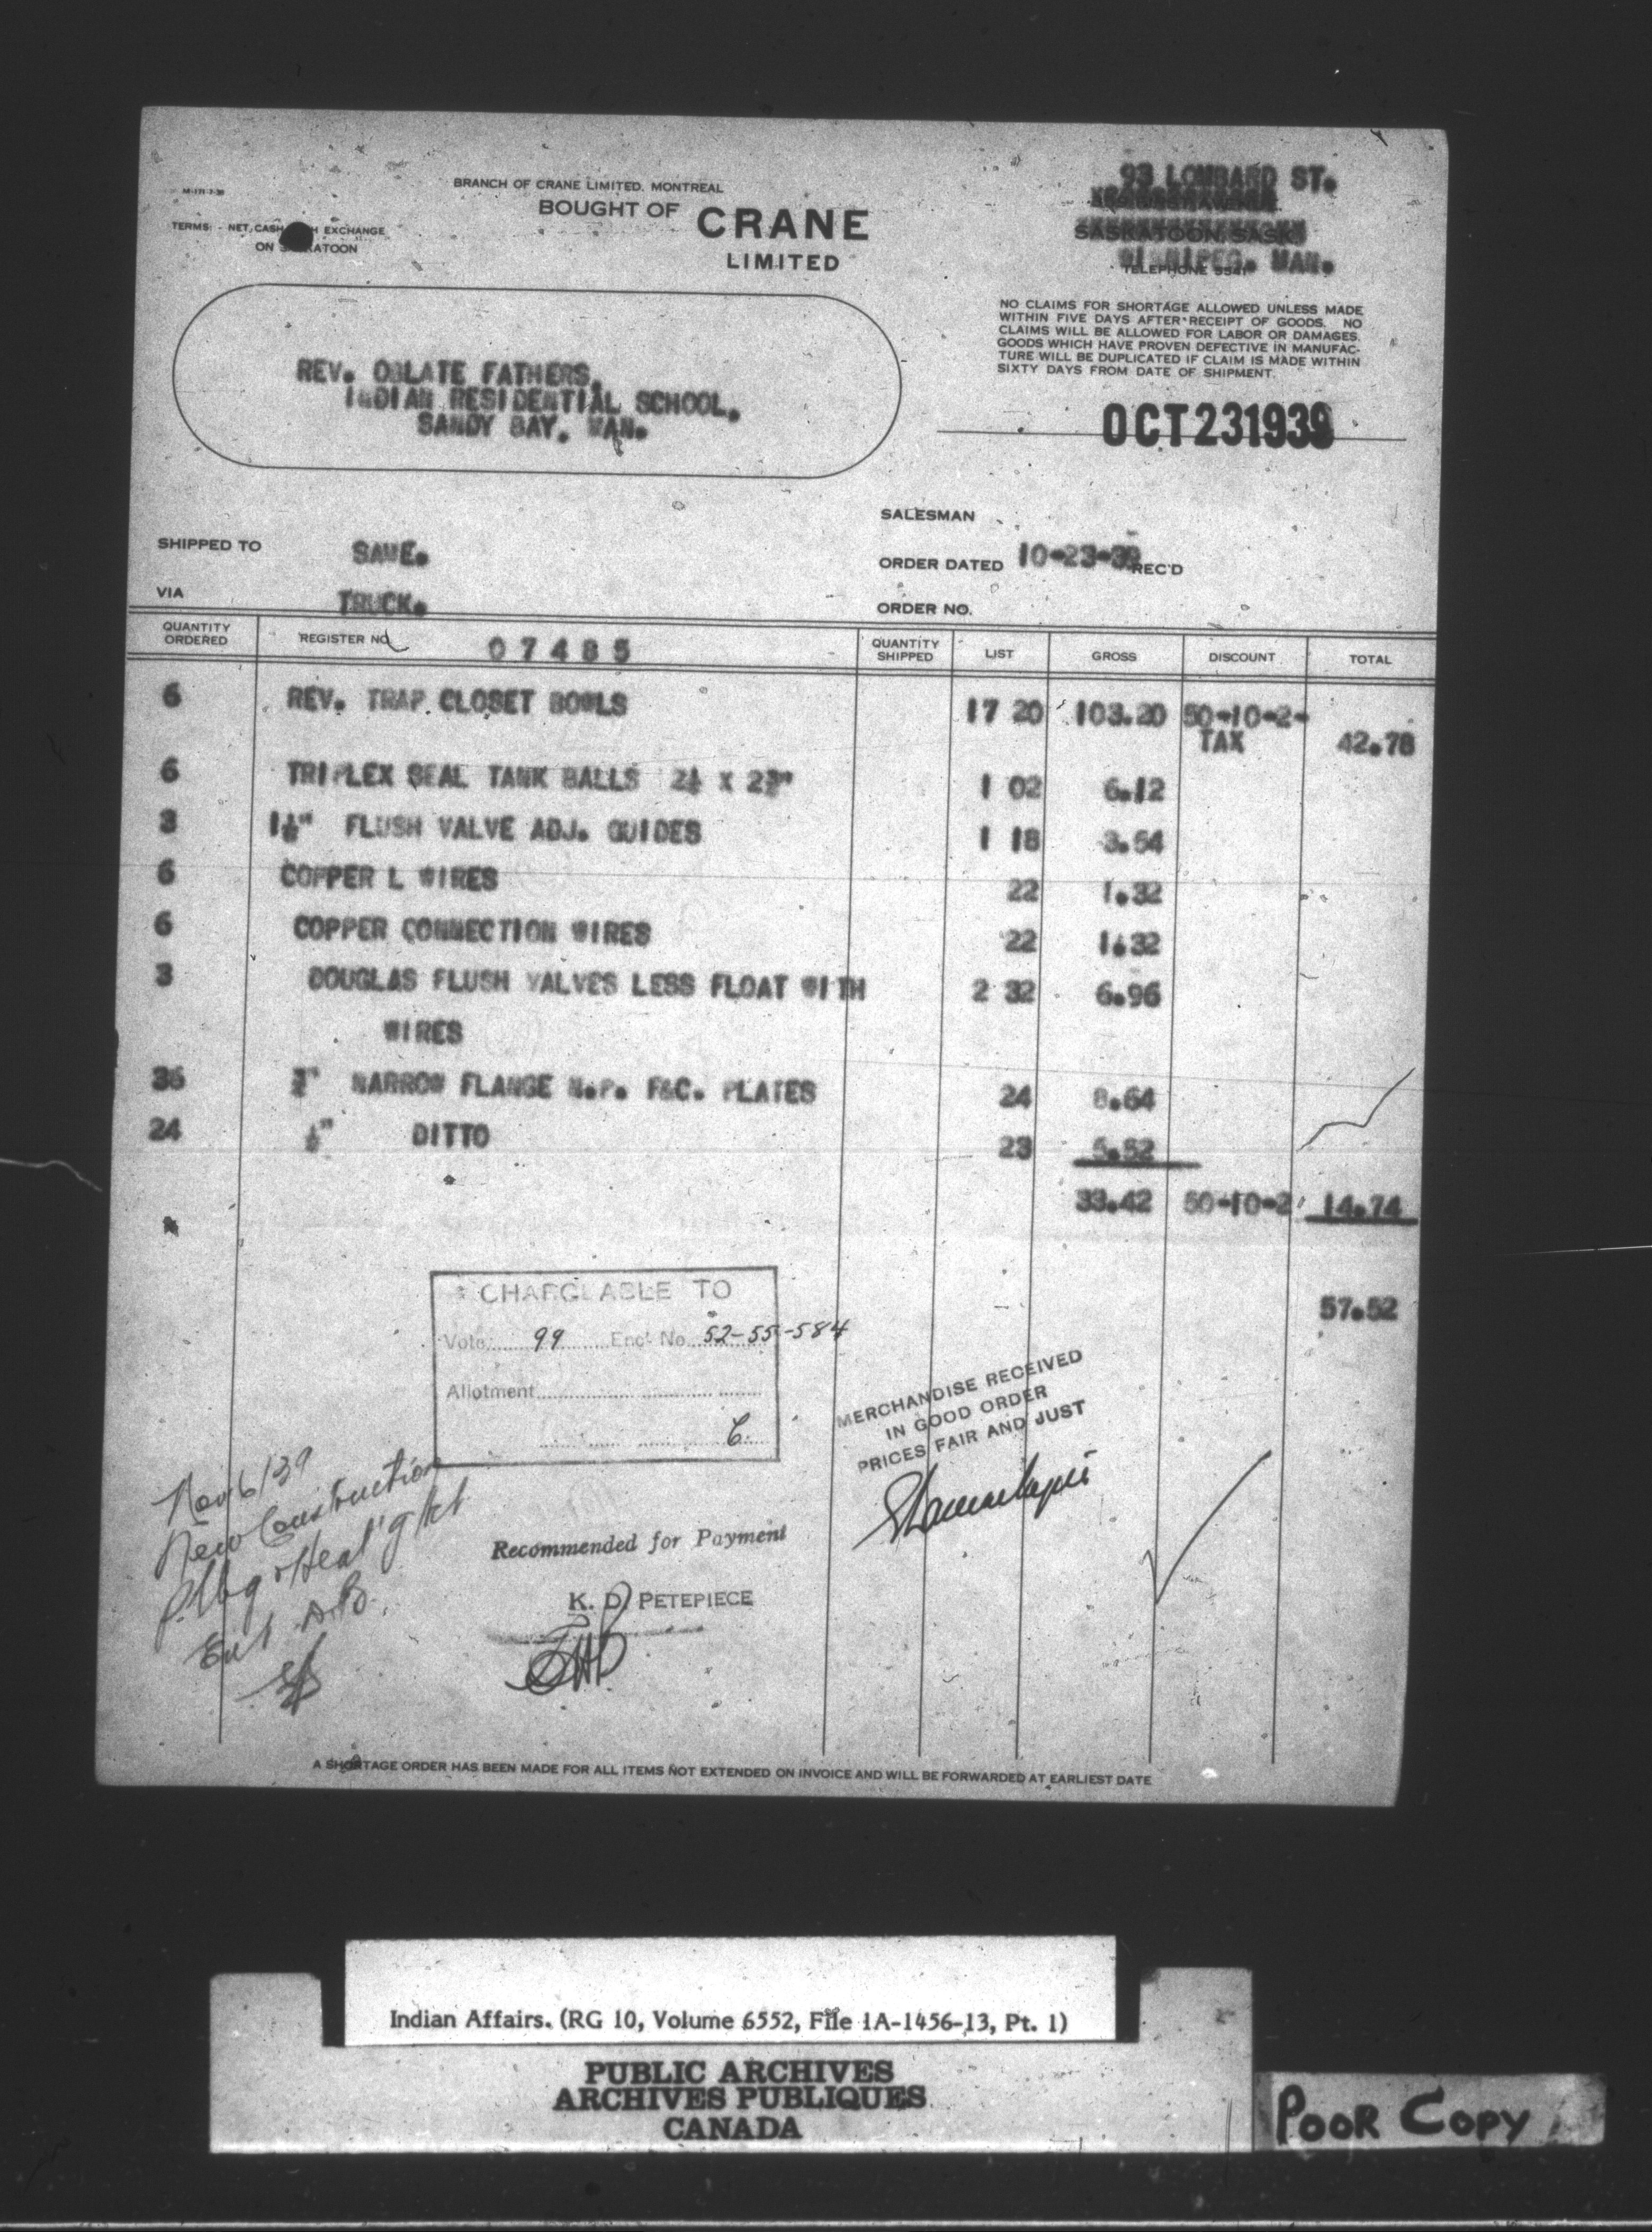 M-171-7-39
BRANCH OF CRANE LIMITED. MONTREAL
BOUGHT OF CRANE
LIMITED
TERMS: - NET CASH EXCHANGE
ON SASKATOON
93 LOMBARD ST.
SASKATOON, SASK.
WINNIPEG. MAN.
TELEPHONE 5541
NO CLAIMS FOR SHORTAGE ALLOWED UNLESS MADE
WITHIN FIVE DAYS AFTER RECEIPT OF GOODS. NO
CLAIMS WILL BE ALLOWED FOR LABOR OR DAMAGES.
GOODS WHICH HAVE PROVEN DEFECTIVE IN MANUFAC-
TURE WILL BE DUPLICATED IF CLAIM IS MADE WITHIN
SIXTY DAYS FROM DATE OF SHIPMENT.
REV. OBLATE FATHERS,
INDIAN RESIDENTIAL SCHOOL,
SANDY BAY, MAN.
OCT 23 1939
SALESMAN
SHIPPED TO SAME.
ORDER DATED 10-23-39 REC'D
VIA TRUCK.
ORDER NO.
QUANTITY ORDERED REGISTER NO. 07485 QUANTITY SHIPPED LIST GROSS DISCOUNT TOTAL
6 REV. TRAP CLOSET BOWLS 17 20 103.20 50-10-2-
TAX 42.78
6 TRIPLEX SEAL TANK BALLS 1 02 6.12
3 FLUSH VALVE ADJ. GUIDES 1 18 3.54
6 COPPER L WIRES 22 1.32
6 COPPER CONNECTION WIRES 22 1.32
3 DOUGLAS FLUSH VALVES LESS FLOAT WITH 2 32 6.96
WIRES
36 NARROW FLANGE N.P. F&C. PLATES 24 8.64
24 DITTO 23 5.52
33.42 50-10-2 14.74
57.52
CHARGEABLE TO
Vote 99 Encl. No. 52-55-584
Allotment
C.
MERCHANDISE RECEIVED
IN GOOD ORDER
PRICES FAIR AND JUST
Nov 6/39
New Construction
Plbg & Heat'g
Recommended for Payment
K. D. PETEPIECE
A SHORTAGE ORDER HAS BEEN MADE FOR ALL ITEMS NOT EXTENDED ON INVOICE AND WILL BE FORWARDED AT EARLIEST DATE
Indian Affairs. (RG 10, Volume 6552, File 1A-1456-13, Pt. 1)
PUBLIC ARCHIVES
ARCHIVES PUBLIQUES
CANADA
POOR COPY